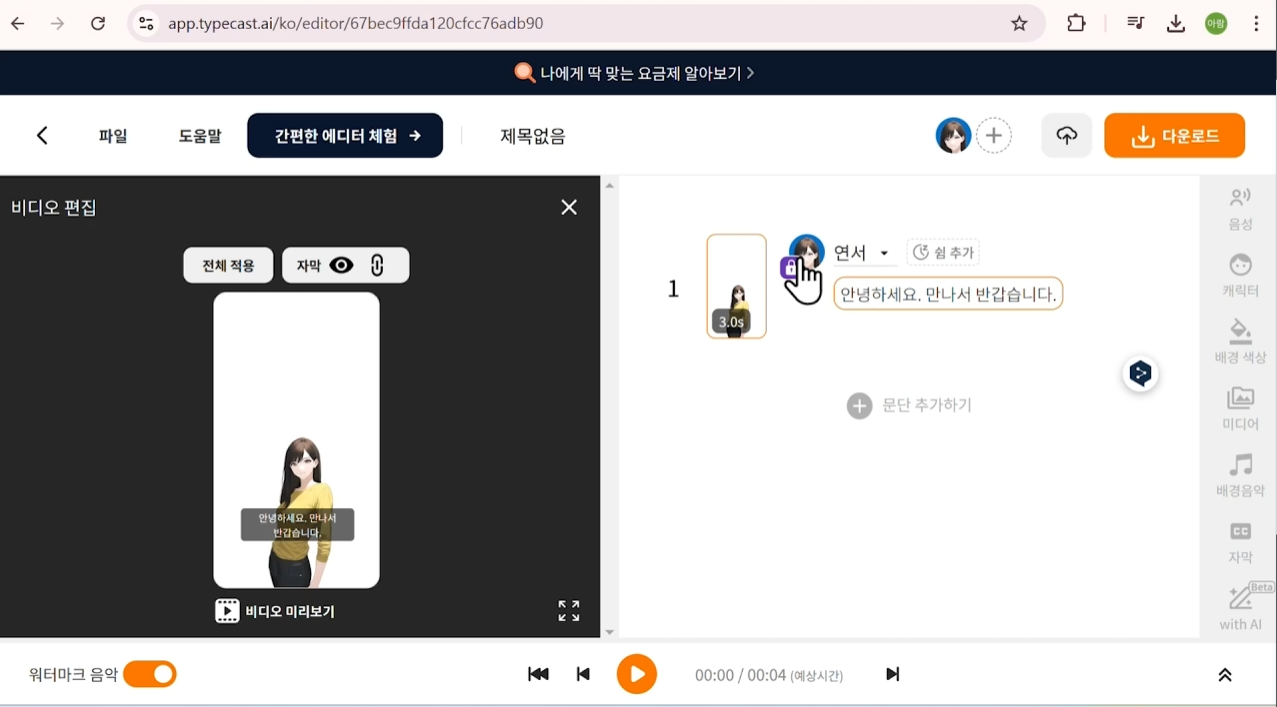 app.typecast.ai/ko/editor/67bec9ffda120cfcc76adb90
아람
나에게 딱 맞는 요금제 알아보기 >
파일
도움말
간편한 에디터 체험 →
제목없음
다운로드
비디오 편집
전체 적용
자막
안녕하세요. 만나서
반갑습니다.
비디오 미리보기
1
3.0s
연서
쉼 추가
안녕하세요. 만나서 반갑습니다.
문단 추가하기
음성
캐릭터
배경 색상
미디어
배경음악
CC
자막
Beta
with AI
워터마크 음악
00:00 / 00:04 (예상시간)